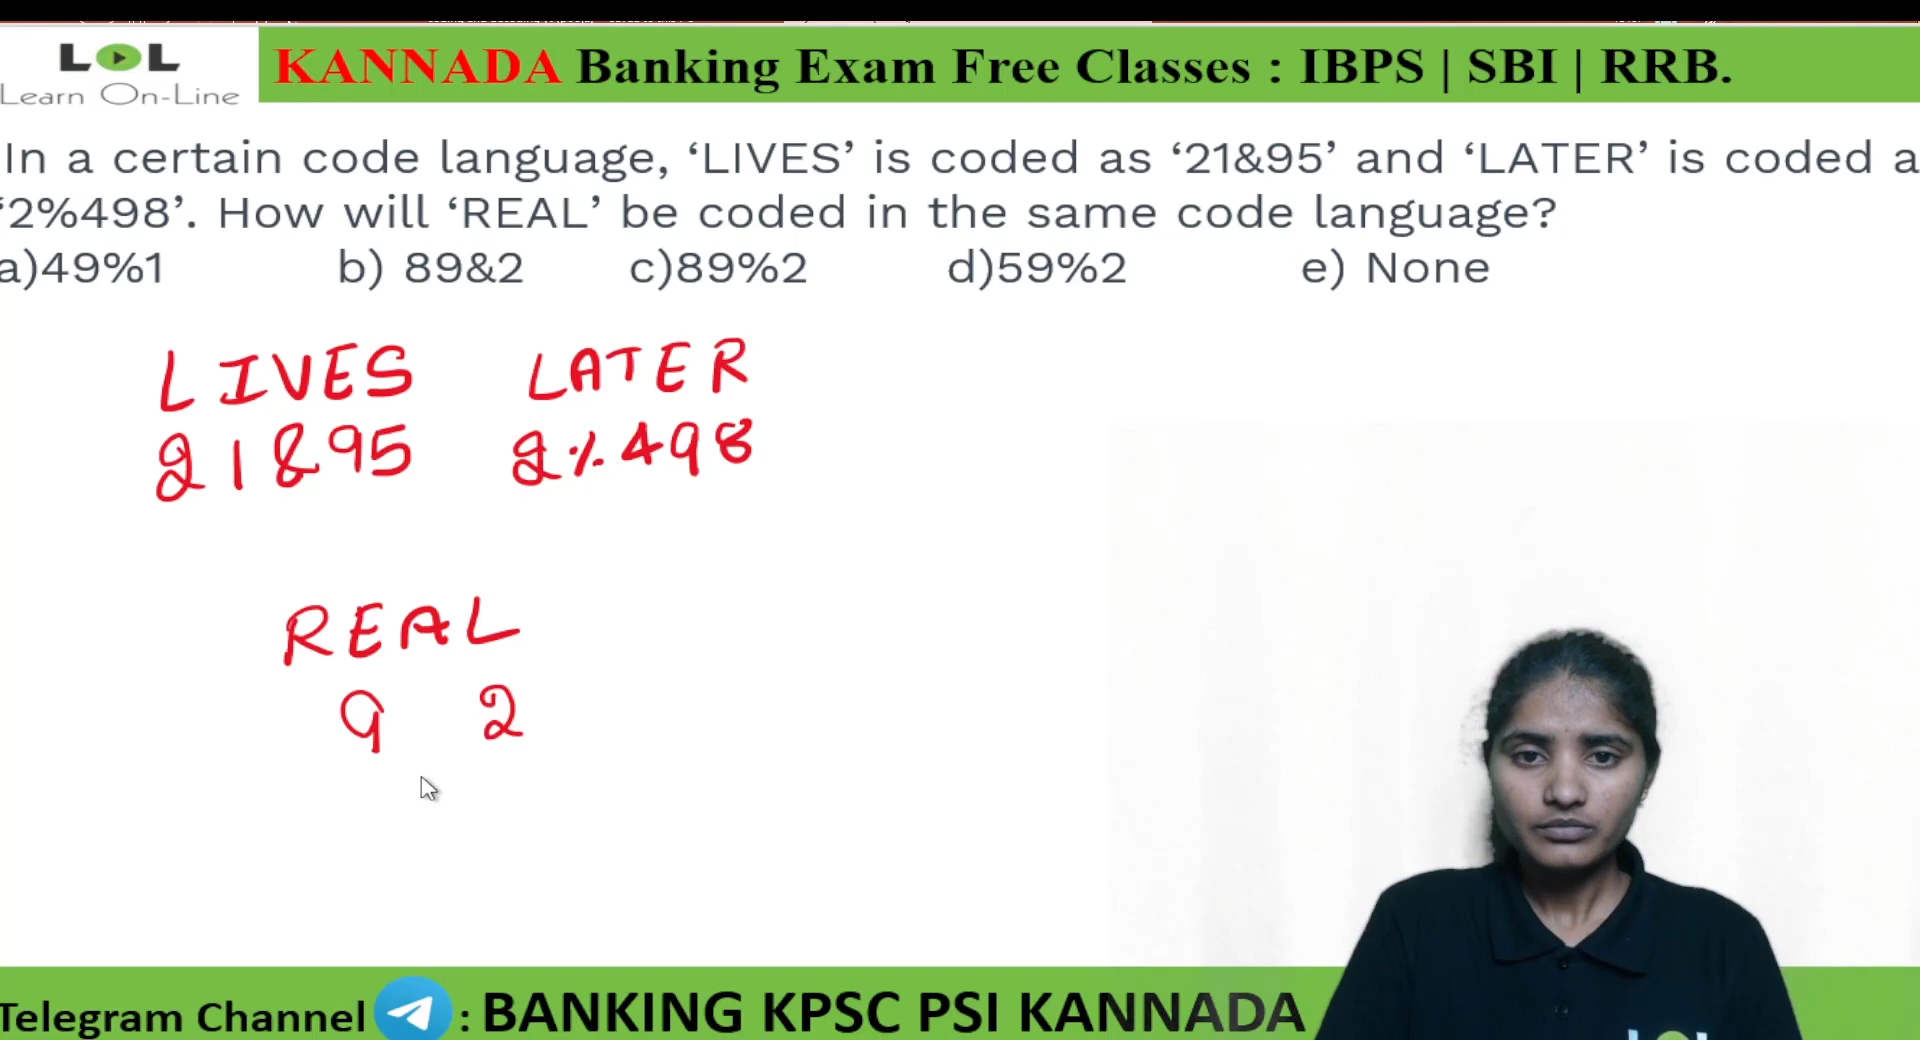 LOL
Learn On-Line
KANNADA Banking Exam Free Classes : IBPS | SBI | RRB.
In a certain code language, ‘LIVES’ is coded as ‘21&95’ and ‘LATER’ is coded a
‘2%498’. How will ‘REAL’ be coded in the same code language?
a)49%1 b) 89&2 c)89%2 d)59%2 e) None
LIVES LATER
21&95 2%498
REAL
9 2
Telegram Channel : BANKING KPSC PSI KANNADA